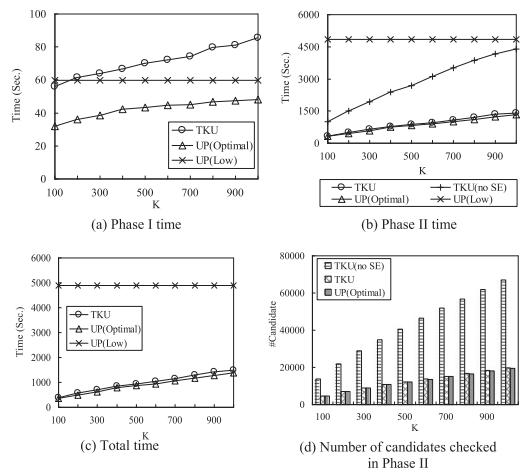 100
80
60
40
20
0
Time (Sec.)
TKU
UP(Optimal)
UP(Low)
100 300 500 700 900
K
(a) Phase I time
6000
4500
3000
1500
0
Time (Sec.)
100 300 500 700 900
K
TKU TKU(no SE)
UP(Optimal) UP(Low)
(b) Phase II time
6000
5000
4000
3000
2000
1000
0
Time (Sec.)
TKU
UP(Optimal)
UP(Low)
100 300 500 700 900
K
(c) Total time
80000
60000
40000
20000
0
#Candidate
TKU(no SE)
TKU
UP(Optimal)
100 300 500 700 900
K
(d) Number of candidates checked
in Phase II